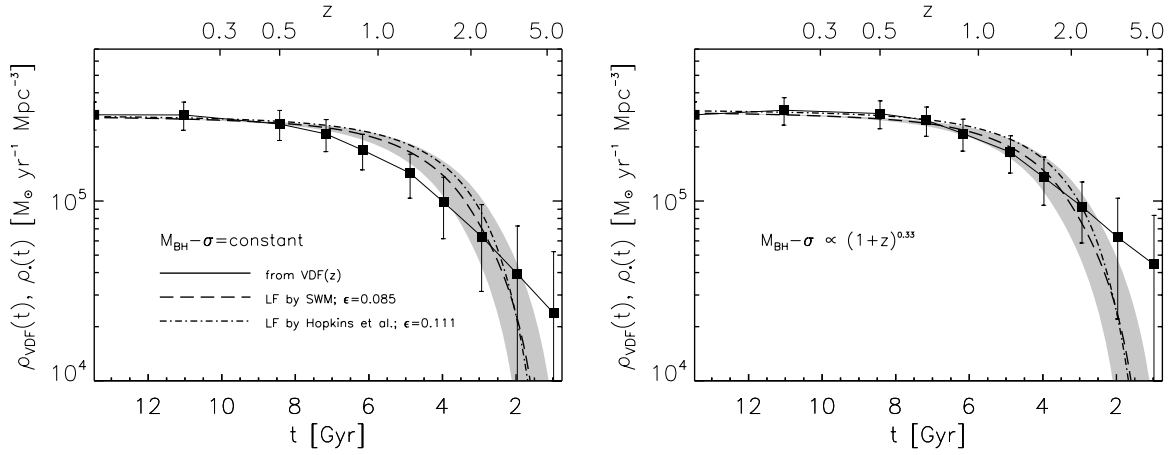 z
0.3 0.5 1.0 2.0 5.0
ρVDF(t), ρ•(t) [M⊙ yr⁻¹ Mpc⁻³]
10⁵
10⁴
MBH−σ=constant
from VDF(z)
LF by SWM; ϵ=0.085
LF by Hopkins et al.; ϵ=0.111
12 10 8 6 4 2
t [Gyr]
z
0.3 0.5 1.0 2.0 5.0
ρVDF(t), ρ•(t) [M⊙ yr⁻¹ Mpc⁻³]
10⁵
10⁴
MBH−σ ∝ (1+z)⁰·³³
12 10 8 6 4 2
t [Gyr]